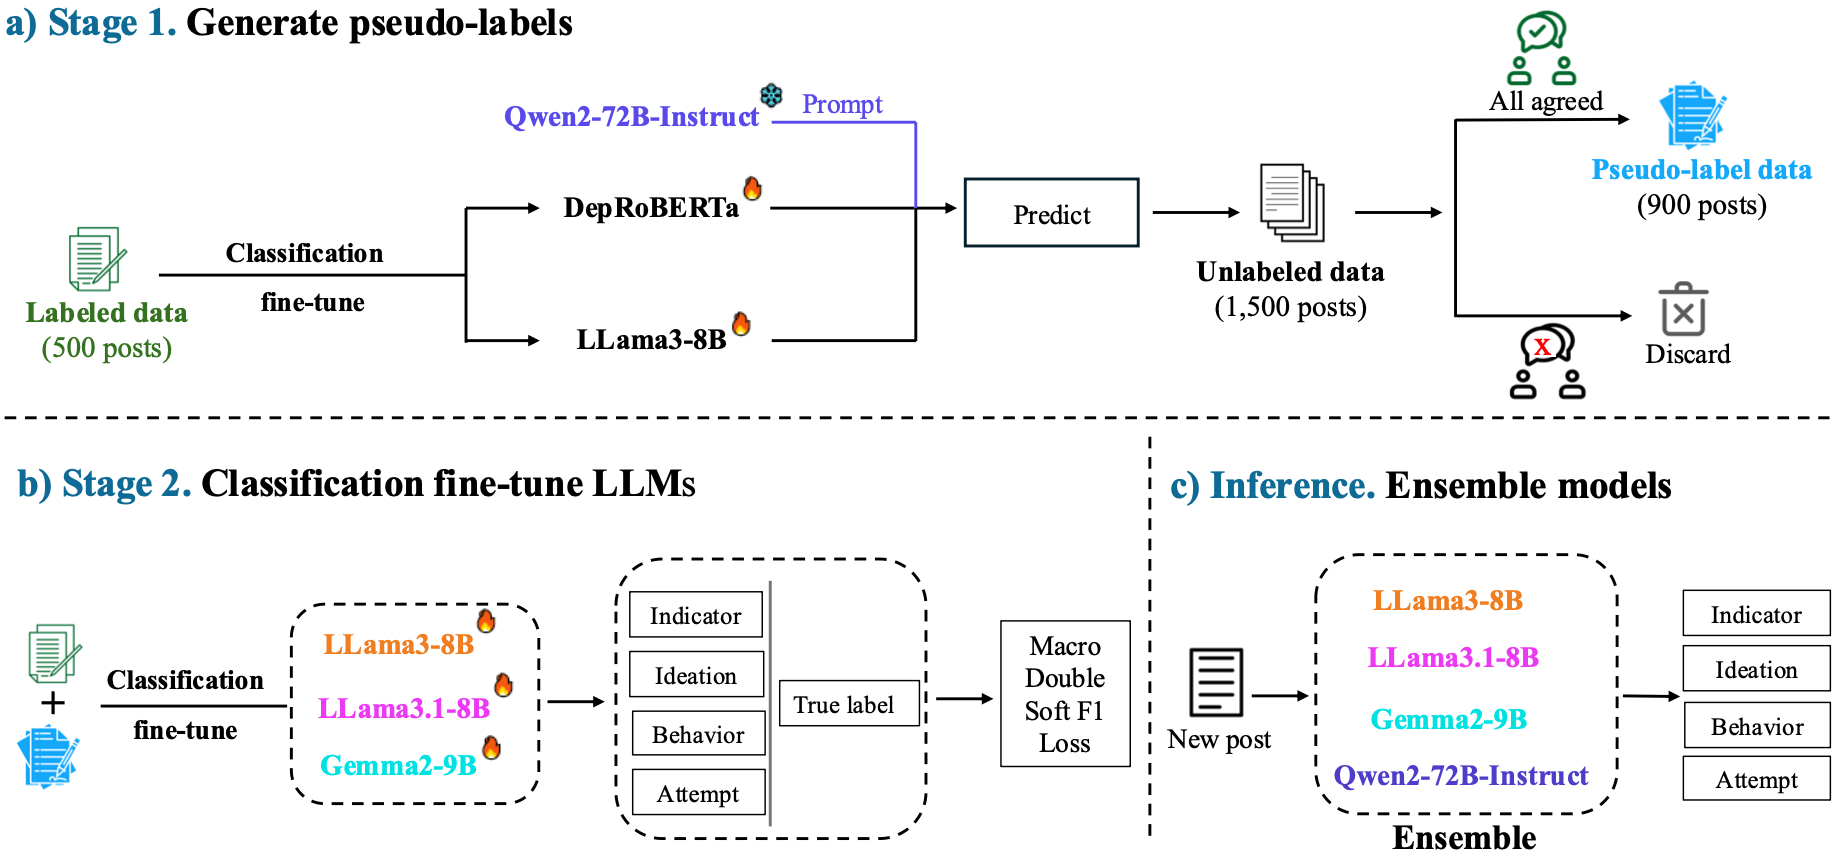 a) Stage 1. Generate pseudo-labels
Qwen2-72B-Instruct
Prompt
All agreed
Pseudo-label data
(900 posts)
DepRoBERTa
Predict
Classification
fine-tune
Labeled data
(500 posts)
LLama3-8B
Unlabeled data
(1,500 posts)
X
Discard
b) Stage 2. Classification fine-tune LLMs
+
Classification
fine-tune
LLama3-8B
LLama3.1-8B
Gemma2-9B
Indicator
Ideation
Behavior
Attempt
True label
Macro
Double
Soft F1
Loss
c) Inference. Ensemble models
New post
LLama3-8B
LLama3.1-8B
Gemma2-9B
Qwen2-72B-Instruct
Ensemble
Indicator
Ideation
Behavior
Attempt